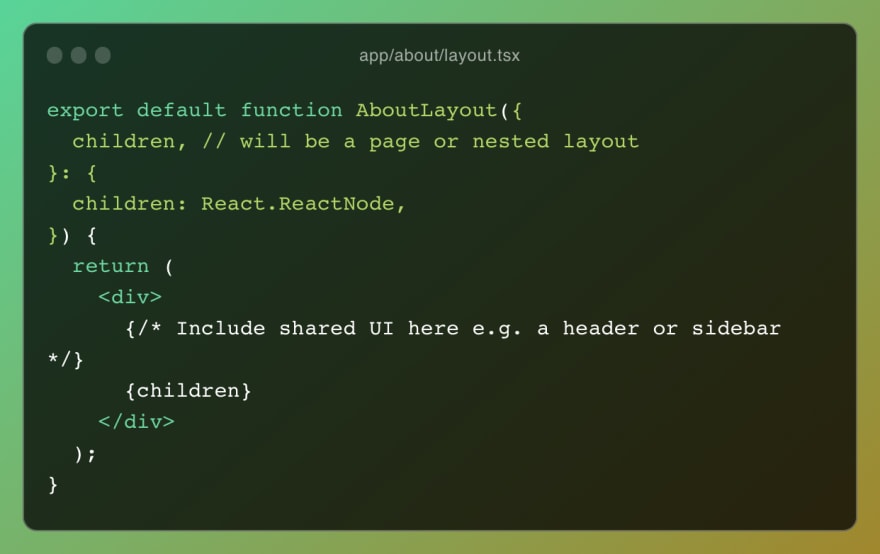 app/about/layout.tsx
export default function AboutLayout({
  children, // will be a page or nested layout
}: {
  children: React.ReactNode,
}) {
  return (
    <div>
      {/* Include shared UI here e.g. a header or sidebar
*/}
      {children}
    </div>
  );
}